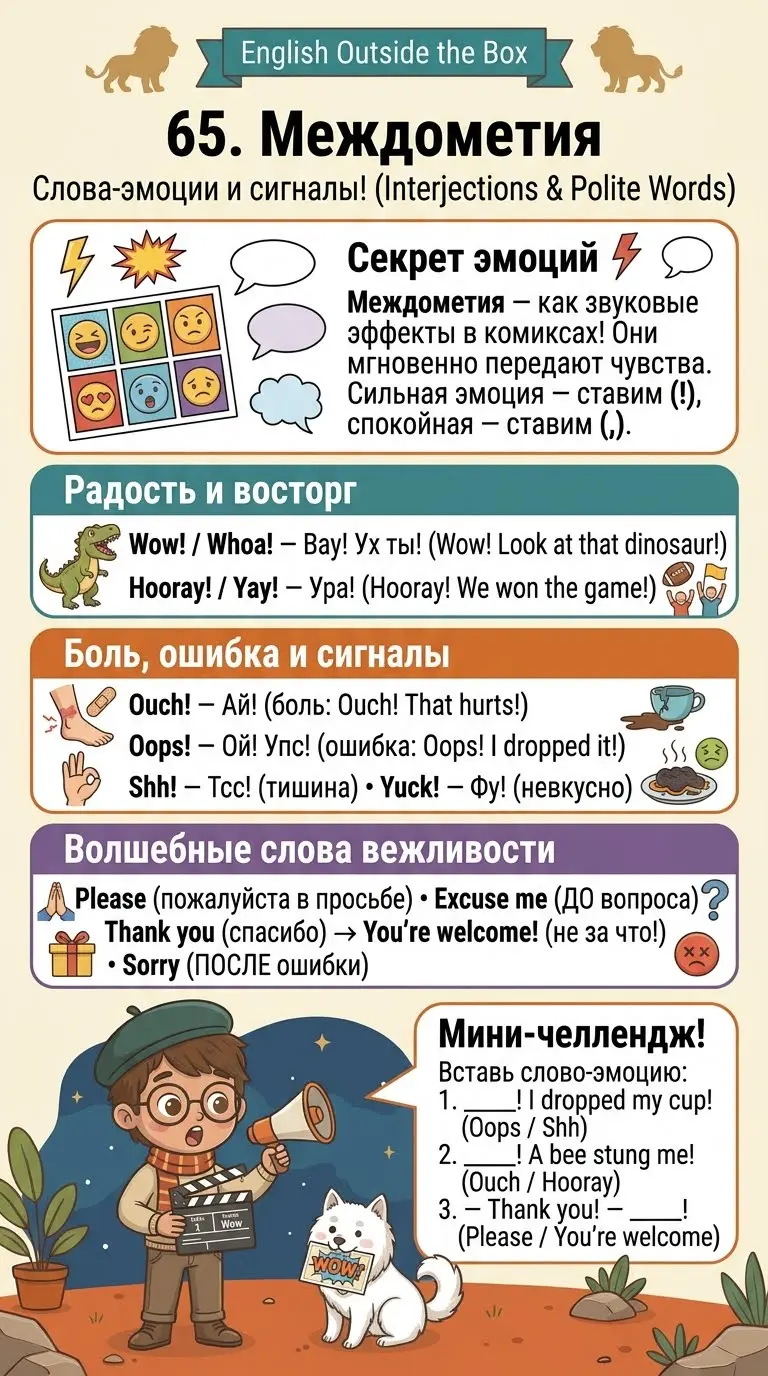 English Outside the Box
65. Междометия
Слова-эмоции и сигналы! (Interjections & Polite Words)
Секрет эмоций
Междометия — как звуковые
эффекты в комиксах! Они
мгновенно передают чувства.
Сильная эмоция — ставим (!),
спокойная — ставим (,).
Радость и восторг
Wow! / Whoa! — Вау! Ух ты! (Wow! Look at that dinosaur!)
Hooray! / Yay! — Ура! (Hooray! We won the game!)
Боль, ошибка и сигналы
Ouch! — Ай! (боль: Ouch! That hurts!)
Oops! — Ой! Упс! (ошибка: Oops! I dropped it!)
Shh! — Тсс! (тишина) • Yuck! — Фу! (невкусно)
Волшебные слова вежливости
Please (пожалуйста в просьбе) • Excuse me (ДО вопроса)
Thank you (спасибо) → You're welcome! (не за что!)
• Sorry (ПОСЛЕ ошибки)
Мини-челлендж!
Вставь слово-эмоцию:
1. ____! I dropped my cup!
(Oops / Shh)
2. ____! A bee stung me!
(Ouch / Hooray)
3. — Thank you! — ____!
(Please / You're welcome)
1
Wow
WOW!